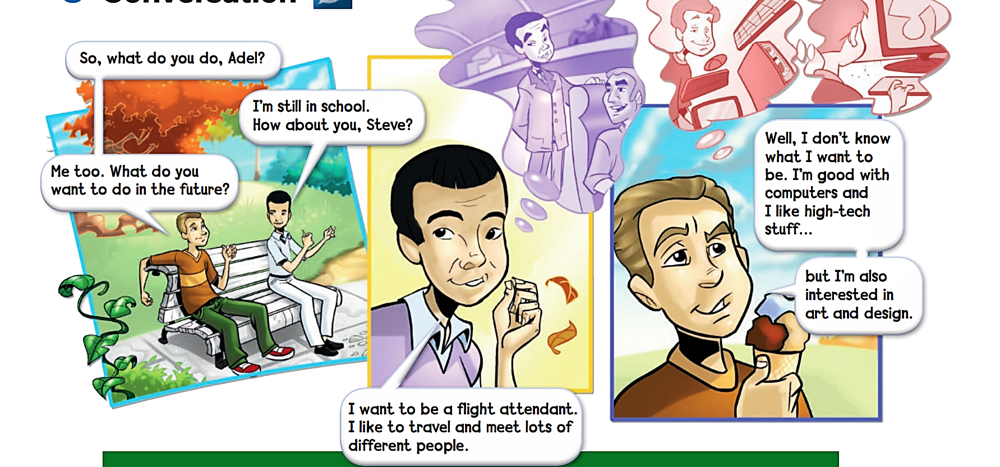 Conversation
So, what do you do, Adel?
I'm still in school.
How about you, Steve?
Me too. What do you
want to do in the future?
I want to be a flight attendant.
I like to travel and meet lots of
different people.
Well, I don't know
what I want to
be. I'm good with
computers and
I like high-tech
stuff...
but I'm also
interested in
art and design.